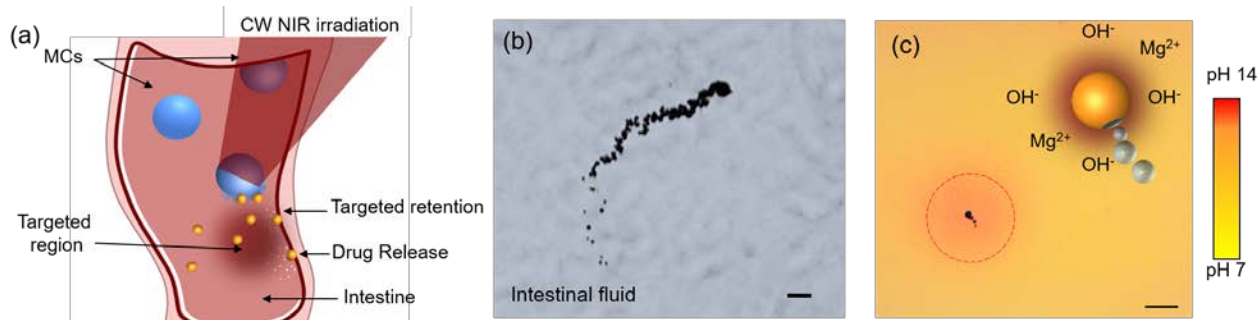 (a)
CW NIR irradiation
MCs
Targeted retention
Targeted
region
Drug Release
Intestine
(b)
Intestinal fluid
(c)
OH-
Mg2+
OH-
OH-
Mg2+
OH-
pH 14
pH 7